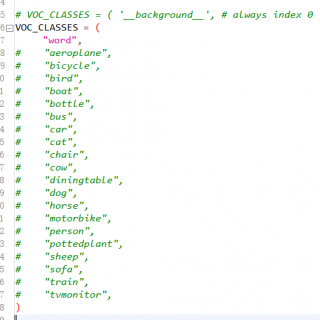 4
5 # VOC_CLASSES = ( '__background__', # always index 0
6 VOC_CLASSES = (
7 "word",
8 # "aeroplane",
9 # "bicycle",
0 # "bird",
1 # "boat",
2 # "bottle",
3 # "bus",
4 # "car",
5 # "cat",
6 # "chair",
7 # "cow",
8 # "diningtable",
9 # "dog",
0 # "horse",
1 # "motorbike",
2 # "person",
3 # "pottedplant",
4 # "sheep",
5 # "sofa",
6 # "train",
7 # "tvmonitor",
8 )